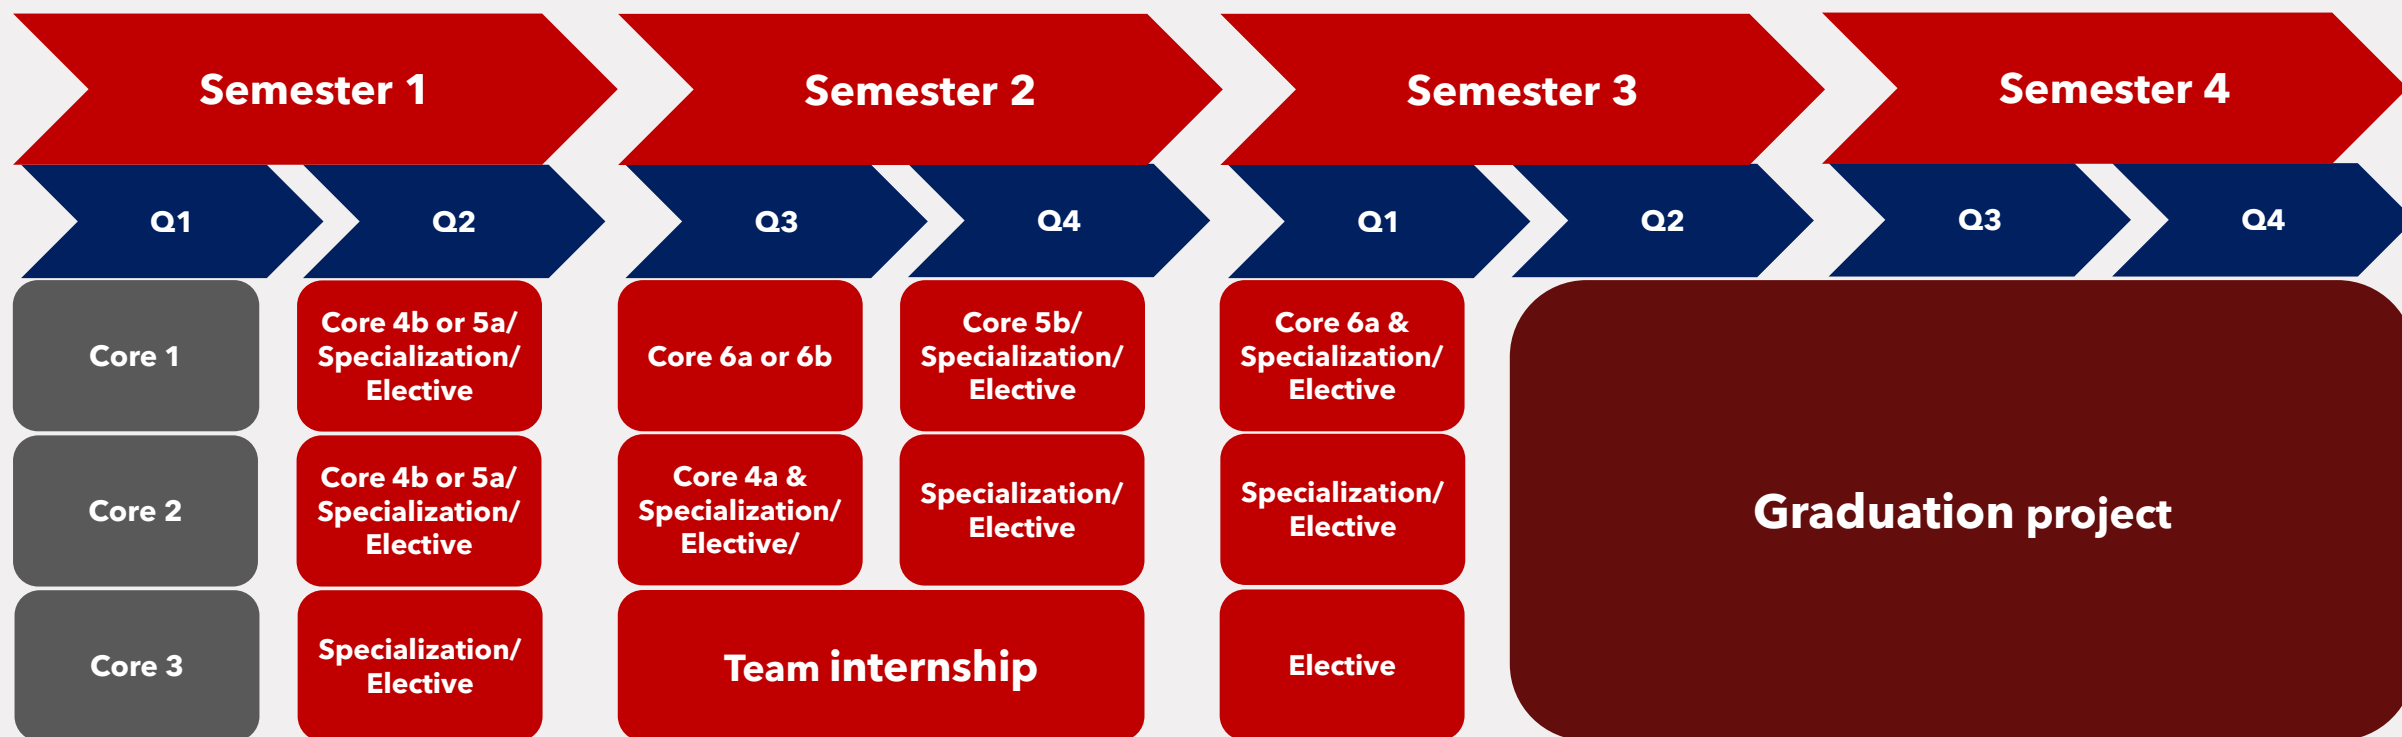 Semester 1
Semester 2
Semester 3
Semester 4
Q1
Q2
Q3
Q4
Q1
Q2
Q3
Q4
Core 1
Core 4b or 5a/
Specialization/
Elective
Core 6a or 6b
Core 5b/
Specialization/
Elective
Core 6a &
Specialization/
Elective
Core 2
Core 4b or 5a/
Specialization/
Elective
Core 4a &
Specialization/
Elective/
Specialization/
Elective
Specialization/
Elective
Graduation project
Core 3
Specialization/
Elective
Team internship
Elective